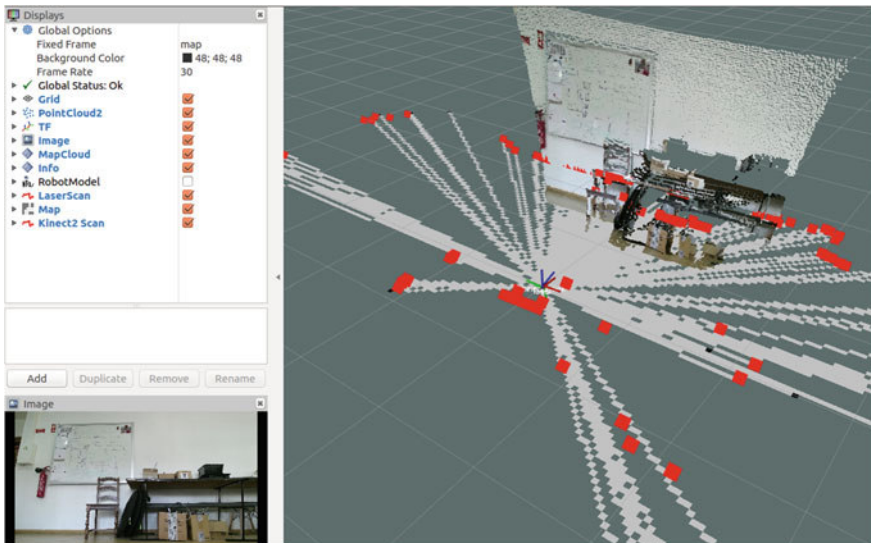 Displays
Global Options
Fixed Frame map
Background Color 48; 48; 48
Frame Rate 30
Global Status: Ok
Grid
PointCloud2
TF
Image
MapCloud
Info
RobotModel
LaserScan
Map
Kinect2 Scan
Add Duplicate Remove Rename
Image